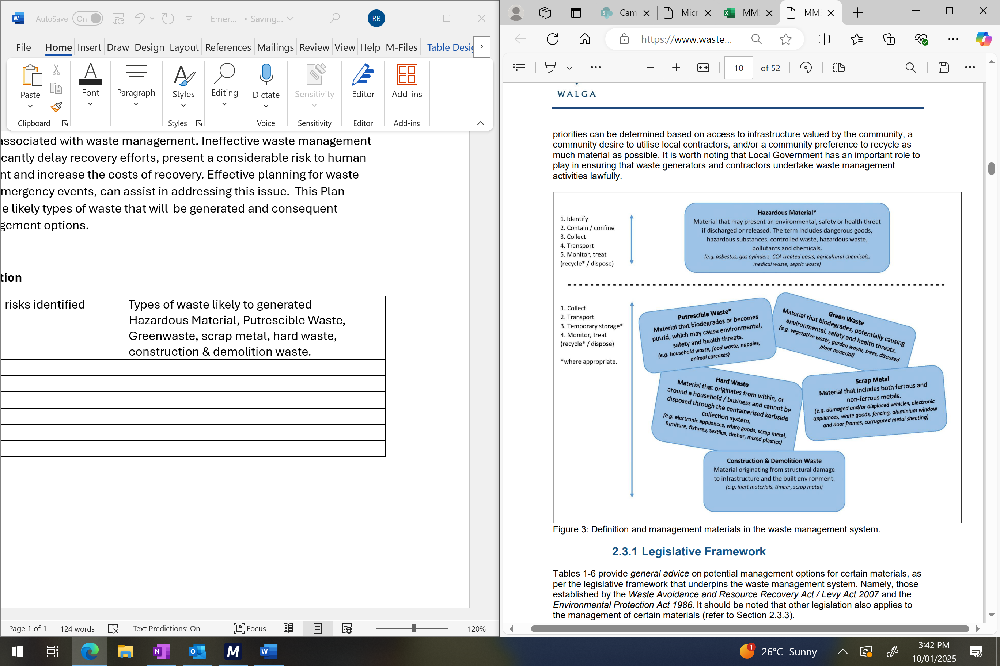 AutoSave On Emer... • Saving... RB
File Home Insert Draw Design Layout References Mailings Review View Help M-Files Table Desig
Paste Font Paragraph Styles Editing Dictate Sensitivity Editor Add-ins
Clipboard Styles Voice Sensitivity Editor Add-ins
associated with waste management. Ineffective waste management
cantly delay recovery efforts, present a considerable risk to human
nt and increase the costs of recovery. Effective planning for waste
mergency events, can assist in addressing this issue.  This Plan
e likely types of waste that will  be generated and consequent
gement options.
tion
risks identified
Types of waste likely to generated
Hazardous Material, Putrescible Waste,
Greenwaste, scrap metal, hard waste,
construction & demolition waste.
Page 1 of 1 124 words Text Predictions: On Focus 120%
Cam Micr MM MM
https://www.waste...
10 of 52
WALGA
priorities can be determined based on access to infrastructure valued by the community, a
community desire to utilise local contractors, and/or a community preference to recycle as
much material as possible. It is worth noting that Local Government has an important role to
play in ensuring that waste generators and contractors undertake waste management
activities lawfully.
1. Identify
2. Contain / confine
3. Collect
4. Transport
5. Monitor, treat
(recycle* / dispose)
Hazardous Material*
Material that may present an environmental, safety or health threat
if discharged or released. The term includes dangerous goods,
hazardous substances, controlled waste, hazardous waste,
pollutants and chemicals.
(e.g. asbestos, gas cylinders, CCA treated posts, agricultural chemicals,
medical waste, septic waste)
1. Collect
2. Transport
3. Temporary storage*
4. Monitor, treat
(recycle* / dispose)
*where appropriate.
Putrescible Waste*
Material that biodegrades or becomes
putrid, which may cause environmental,
safety and health threats.
(e.g. household waste, food waste, nappies,
animal carcases)
Green Waste
Material that biodegrades, potentially causing
environmental, safety and health threats.
(e.g. vegetative waste, garden waste, trees, diseased
plant material)
Hard Waste
Material that originates from within, or
around a household / business and cannot be
disposed through the containerised kerbside
collection system.
(e.g. electronic appliances, white goods, scrap metal,
furniture, fixtures, textiles, timber, mixed plastics)
Scrap Metal
Material that includes both ferrous and
non-ferrous metals.
(e.g. damaged and/or displaced vehicles, electronic
appliances, white goods, fencing, aluminium window
and door frames, corrugated metal sheeting)
Construction & Demolition Waste
Material originating from structural damage
to infrastructure and the built environment.
(e.g. inert materials, timber, scrap metal)
Figure 3: Definition and management materials in the waste management system.
2.3.1 Legislative Framework
Tables 1-6 provide general advice on potential management options for certain materials, as
per the legislative framework that underpins the waste management system. Namely, those
established by the Waste Avoidance and Resource Recovery Act / Levy Act 2007 and the
Environmental Protection Act 1986. It should be noted that other legislation also applies to
the management of certain materials (refer to Section 2.3.3).
1 26°C Sunny
3:42 PM
10/01/2025